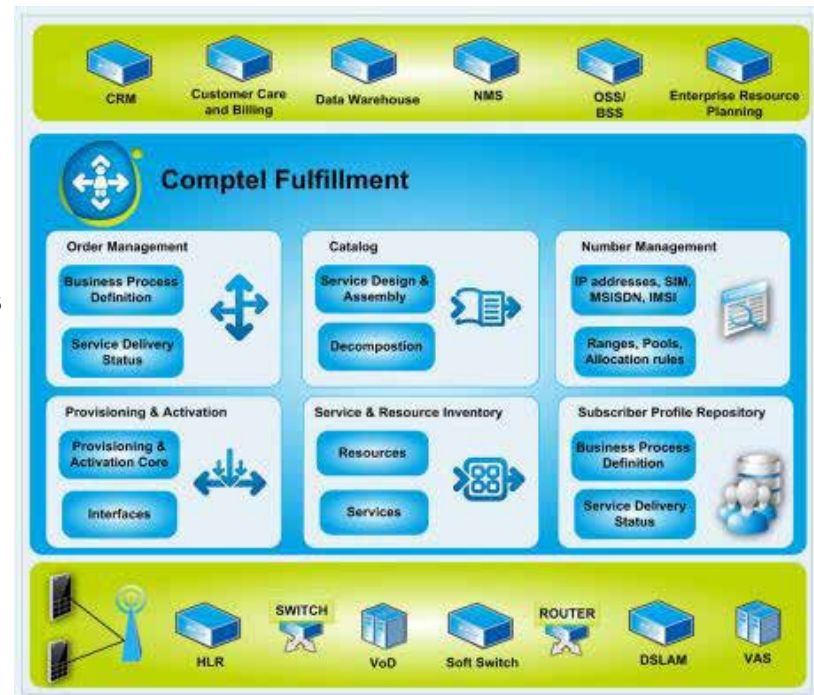 CRM
Customer Care
and Billing
Data Warehouse
NMS
OSS/
BSS
Enterprise Resource
Planning
Comptel Fulfillment
Order Management
Business Process
Definition
Service Delivery
Status
Catalog
Service Design &
Assembly
Decompostion
Number Management
IP addresses, SIM,
MSISDN, IMSI
Ranges, Pools,
Allocation rules
Provisioning & Activation
Provisioning &
Activation Core
Interfaces
Service & Resource Inventory
Resources
Services
Subscriber Profile Repository
Business Process
Definition
Service Delivery
Status
HLR
SWITCH
VoD
Soft Switch
ROUTER
DSLAM
VAS